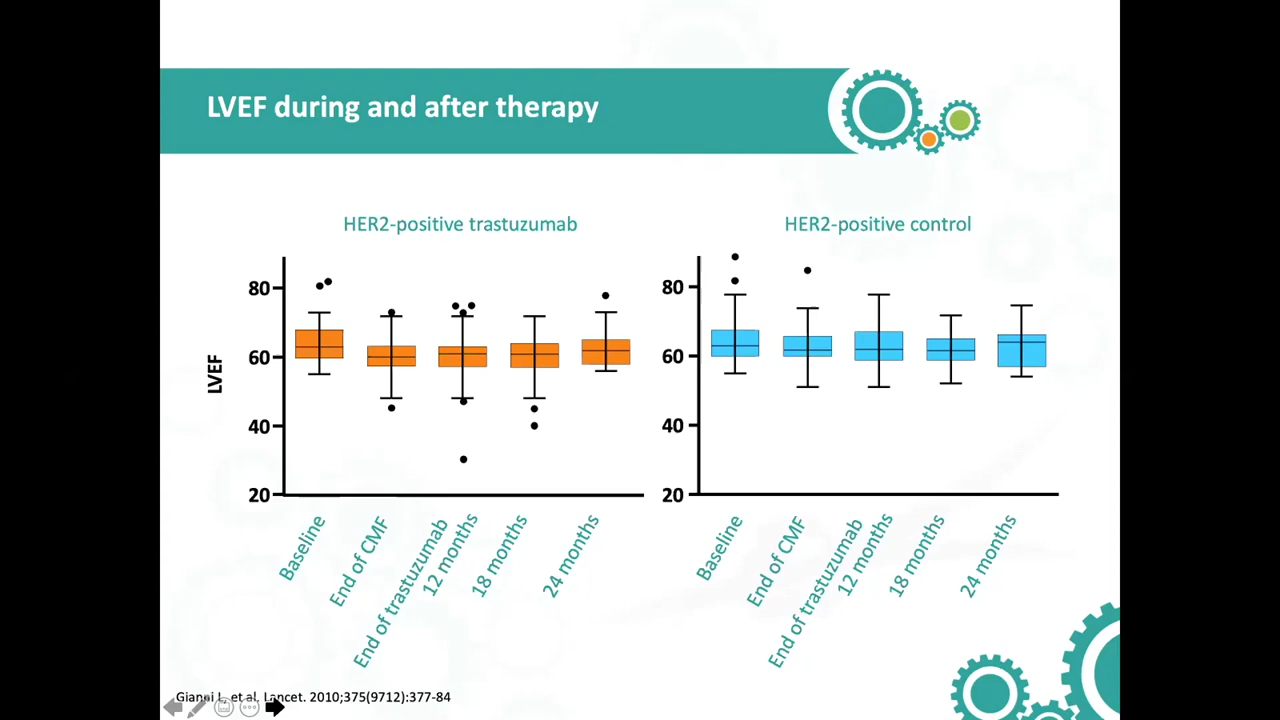 LVEF during and after therapy
HER2-positive trastuzumab
LVEF
80
60
40
20
Baseline
End of CMF
End of trastuzumab
12 months
18 months
24 months
HER2-positive control
80
60
40
20
Baseline
End of CMF
End of trastuzumab
12 months
18 months
24 months
Gianni L, et al. Lancet. 2010;375(9712):377-84